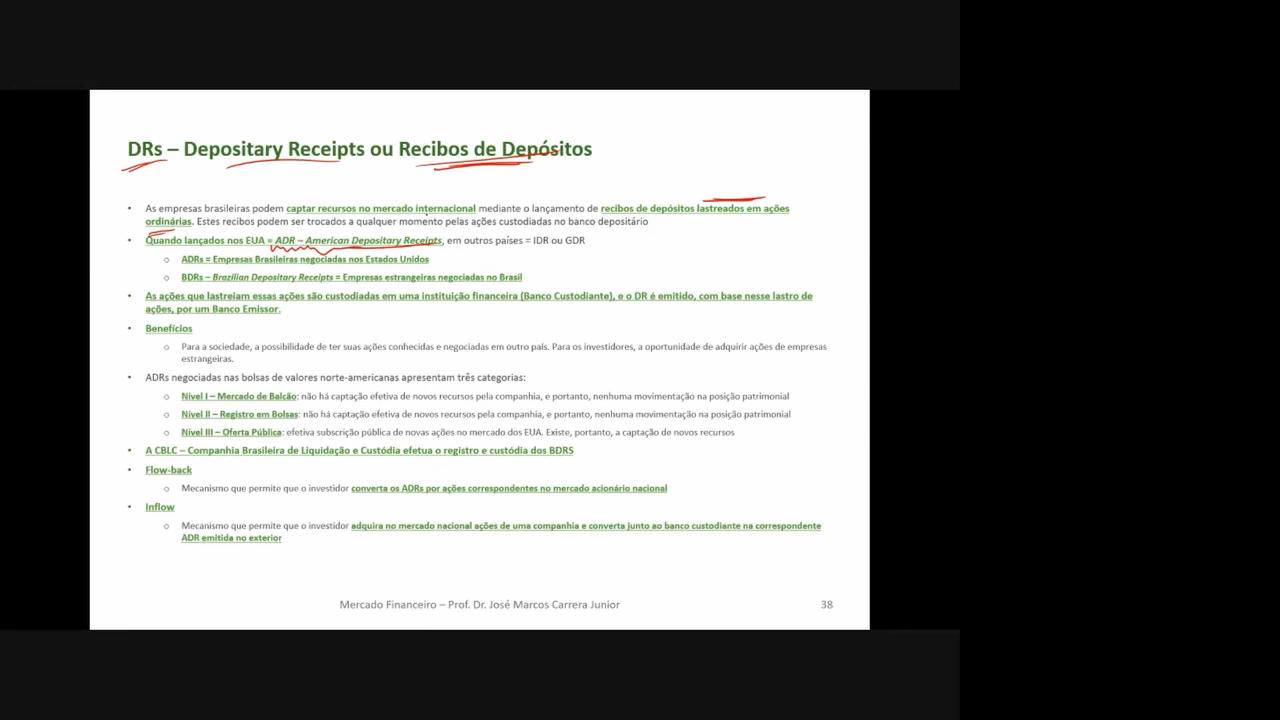 DRs – Depositary Receipts ou Recibos de Depósitos
• As empresas brasileiras podem captar recursos no mercado internacional mediante o lançamento de recibos de depósitos lastreados em ações
ordinárias. Estes recibos podem ser trocados a qualquer momento pelas ações custodiadas no banco depositário
• Quando lançados nos EUA = ADR – American Depositary Receipts, em outros países = IDR ou GDR
o ADRs = Empresas Brasileiras negociadas nos Estados Unidos
o BDRs – Brazilian Depositary Receipts = Empresas estrangeiras negociadas no Brasil
• As ações que lastreiam essas ações são custodiadas em uma instituição financeira (Banco Custodiante), e o DR é emitido, com base nesse lastro de
ações, por um Banco Emissor.
• Benefícios
o Para a sociedade, a possibilidade de ter suas ações conhecidas e negociadas em outro país. Para os investidores, a oportunidade de adquirir ações de empresas
estrangeiras.
• ADRs negociadas nas bolsas de valores norte-americanas apresentam três categorias:
o Nível I – Mercado de Balcão: não há captação efetiva de novos recursos pela companhia, e portanto, nenhuma movimentação na posição patrimonial
o Nível II – Registro em Bolsas: não há captação efetiva de novos recursos pela companhia, e portanto, nenhuma movimentação na posição patrimonial
o Nível III – Oferta Pública: efetiva subscrição pública de novas ações no mercado dos EUA. Existe, portanto, a captação de novos recursos
• A CBLC – Companhia Brasileira de Liquidação e Custódia efetua o registro e custódia dos BDRS
• Flow-back
o Mecanismo que permite que o investidor converta os ADRs por ações correspondentes no mercado acionário nacional
• Inflow
o Mecanismo que permite que o investidor adquira no mercado nacional ações de uma companhia e converta junto ao banco custodiante na correspondente
ADR emitida no exterior
Mercado Financeiro – Prof. Dr. José Marcos Carrera Junior
38